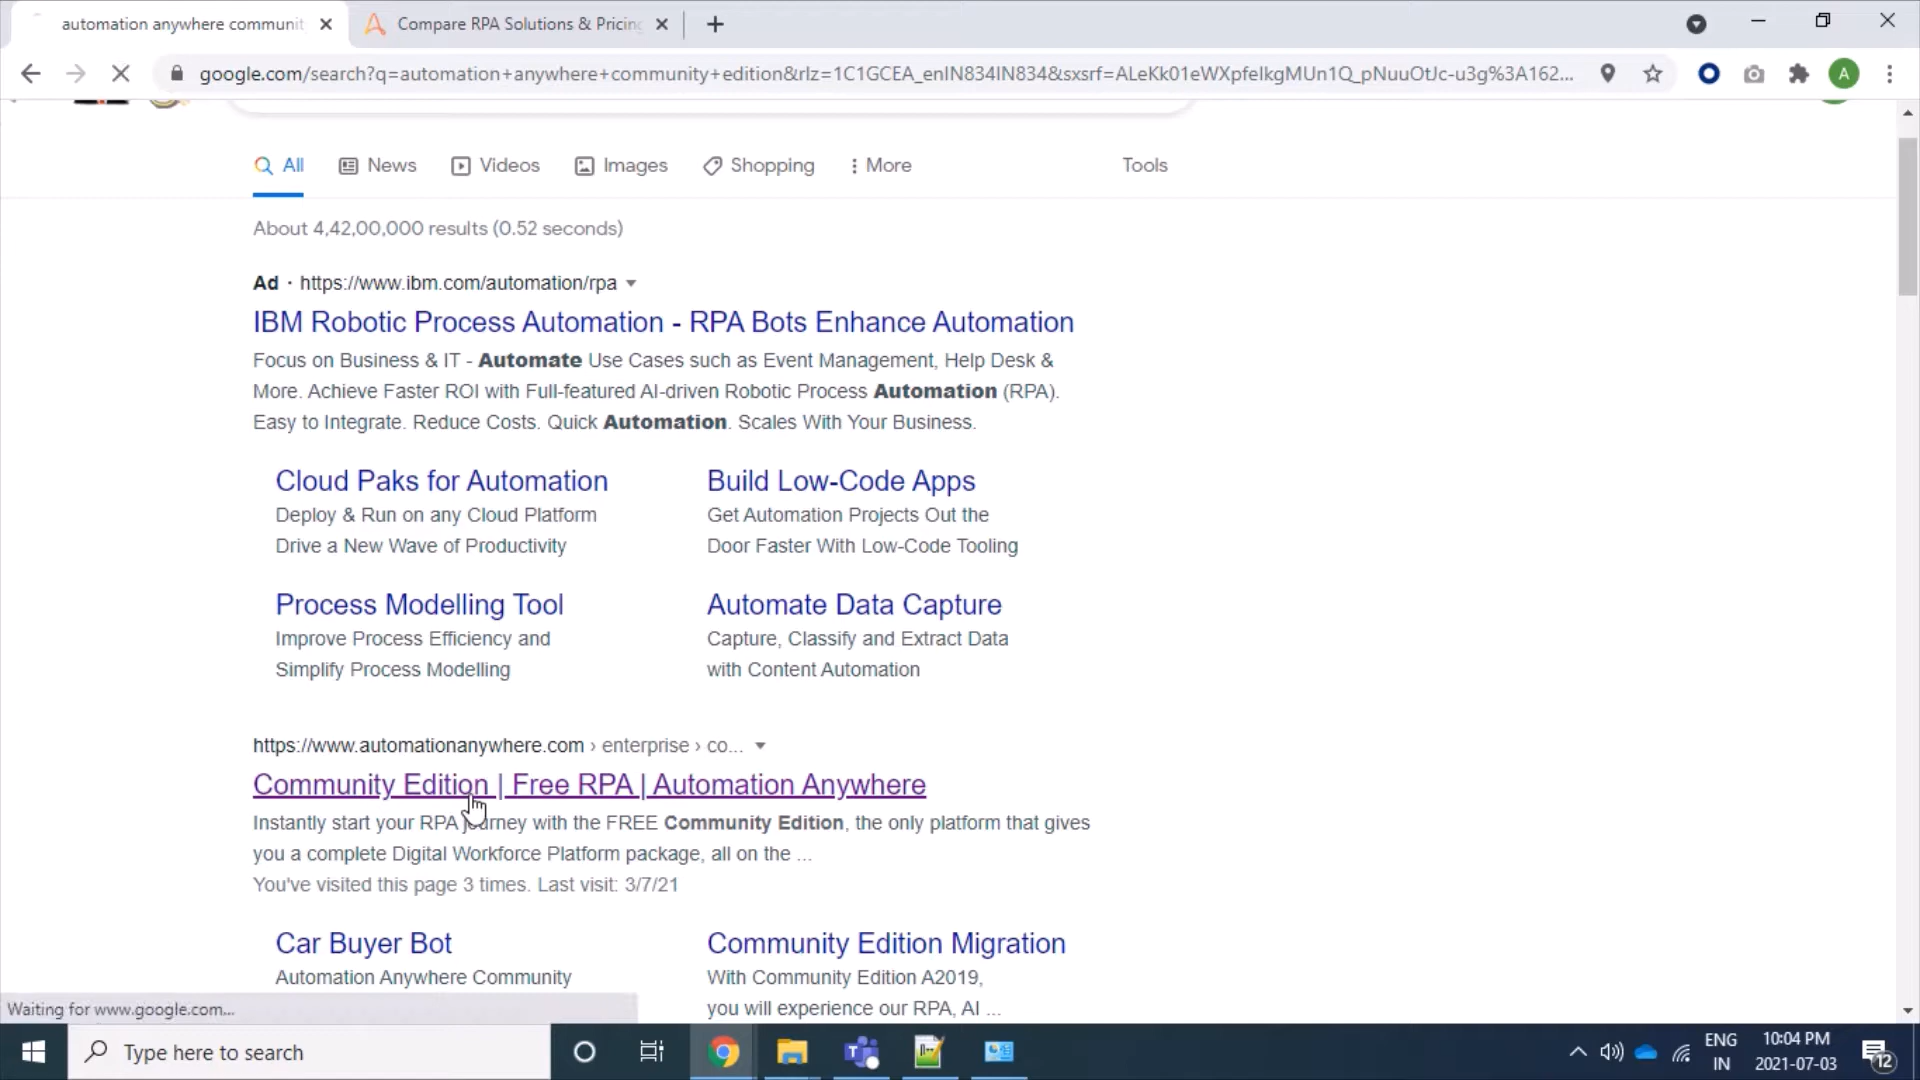 automation anywhere communit
Compare RPA Solutions & Pricing
google.com/search?q=automation+anywhere+community+edition&rlz=1C1GCEA_enIN834IN834&sxsrf=ALeKk01eWXpfeIkgMUn1Q_pNuuOtJc-u3g%3A162...
A
All
News
Videos
Images
Shopping
More
Tools
About 4,42,00,000 results (0.52 seconds)
Ad · https://www.ibm.com/automation/rpa
IBM Robotic Process Automation - RPA Bots Enhance Automation
Focus on Business & IT - Automate Use Cases such as Event Management, Help Desk &
More. Achieve Faster ROI with Full-featured AI-driven Robotic Process Automation (RPA).
Easy to Integrate. Reduce Costs. Quick Automation. Scales With Your Business.
Cloud Paks for Automation
Deploy & Run on any Cloud Platform
Drive a New Wave of Productivity
Build Low-Code Apps
Get Automation Projects Out the
Door Faster With Low-Code Tooling
Process Modelling Tool
Improve Process Efficiency and
Simplify Process Modelling
Automate Data Capture
Capture, Classify and Extract Data
with Content Automation
https://www.automationanywhere.com › enterprise › co...
Community Edition | Free RPA | Automation Anywhere
Instantly start your RPA journey with the FREE Community Edition, the only platform that gives
you a complete Digital Workforce Platform package, all on the ...
You've visited this page 3 times. Last visit: 3/7/21
Car Buyer Bot
Automation Anywhere Community
Community Edition Migration
With Community Edition A2019,
you will experience our RPA, AI ...
Waiting for www.google.com...
Type here to search
ENG
IN
10:04 PM
2021-07-03
12